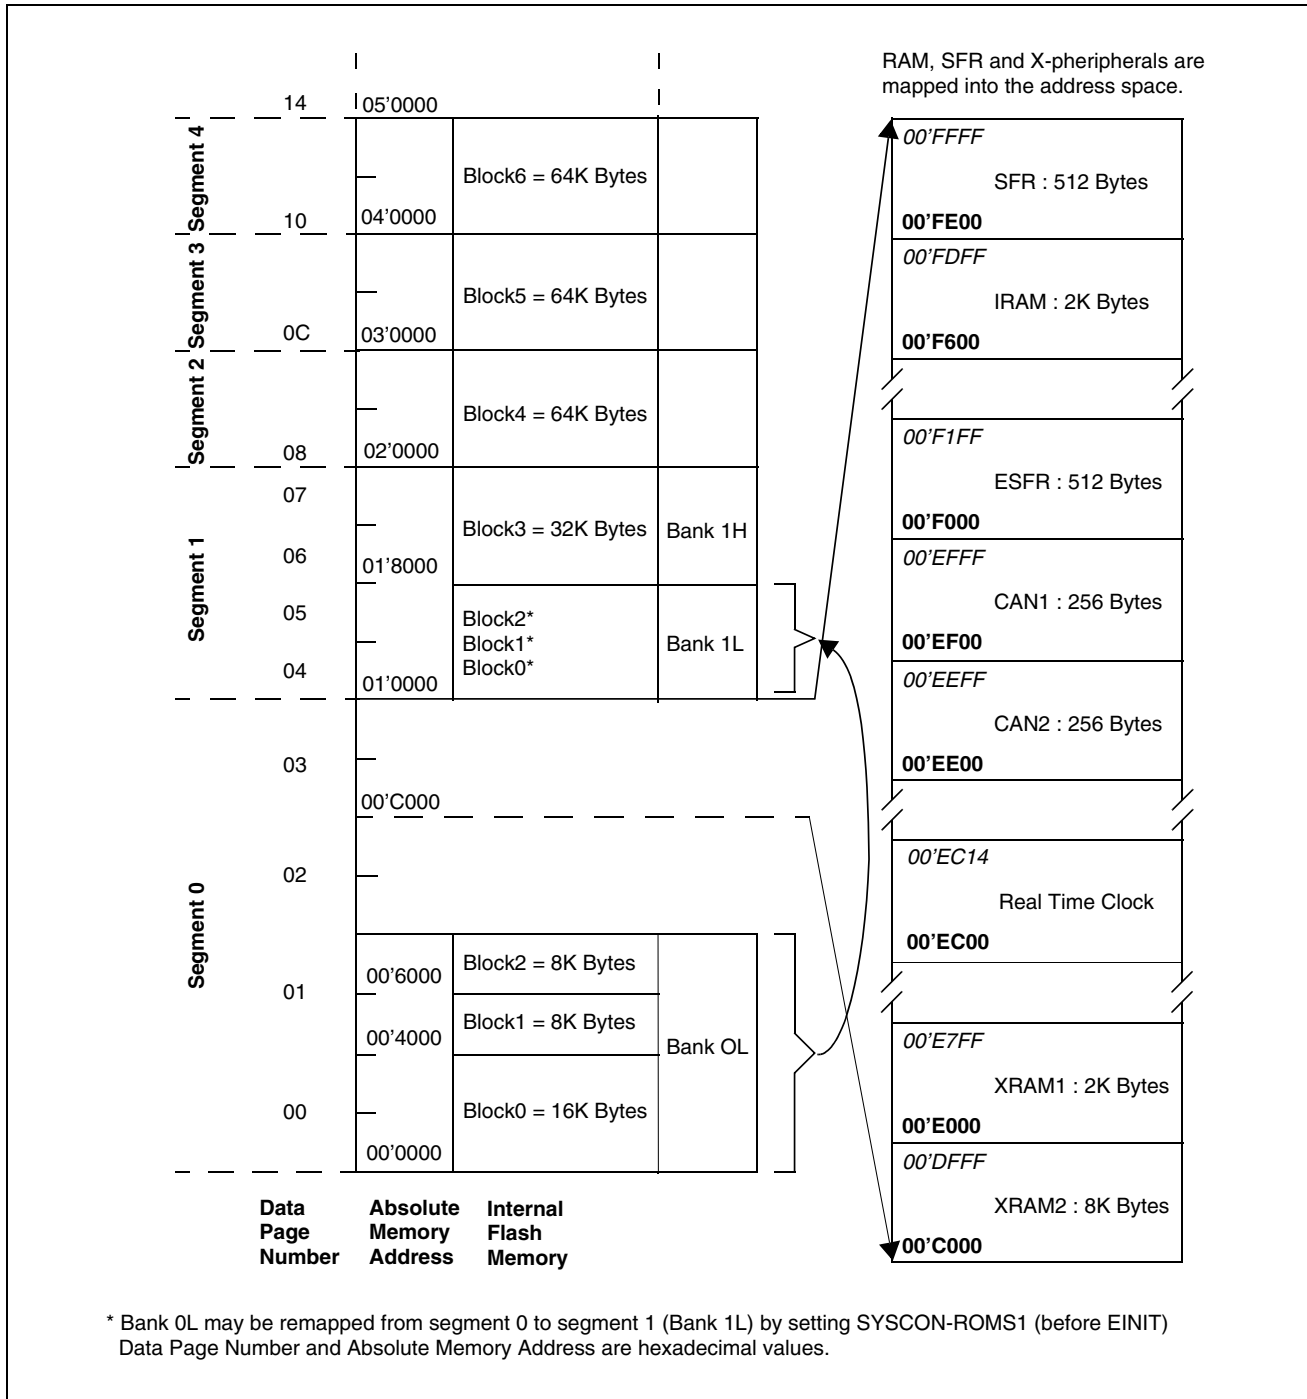 RAM, SFR and X-pheripherals are
mapped into the address space.
14 05'0000
Segment 4
Block6 = 64K Bytes
10 04'0000
Segment 3
Block5 = 64K Bytes
0C 03'0000
Segment 2
Block4 = 64K Bytes
08 02'0000
Segment 1
07
Block3 = 32K Bytes Bank 1H
06 01'8000
05
Block2*
Block1* Bank 1L
Block0*
04 01'0000
Segment 0
03
00'C000
02
00'6000 Block2 = 8K Bytes
01
00'4000 Block1 = 8K Bytes
Bank OL
00 Block0 = 16K Bytes
00'0000
Data
Page
Number
Absolute
Memory
Address
Internal
Flash
Memory
00'FFFF
SFR : 512 Bytes
00'FE00
00'FDFF
IRAM : 2K Bytes
00'F600
00'F1FF
ESFR : 512 Bytes
00'F000
00'EFFF
CAN1 : 256 Bytes
00'EF00
00'EEFF
CAN2 : 256 Bytes
00'EE00
00'EC14
Real Time Clock
00'EC00
00'E7FF
XRAM1 : 2K Bytes
00'E000
00'DFFF
XRAM2 : 8K Bytes
00'C000
* Bank 0L may be remapped from segment 0 to segment 1 (Bank 1L) by setting SYSCON-ROMS1 (before EINIT)
Data Page Number and Absolute Memory Address are hexadecimal values.